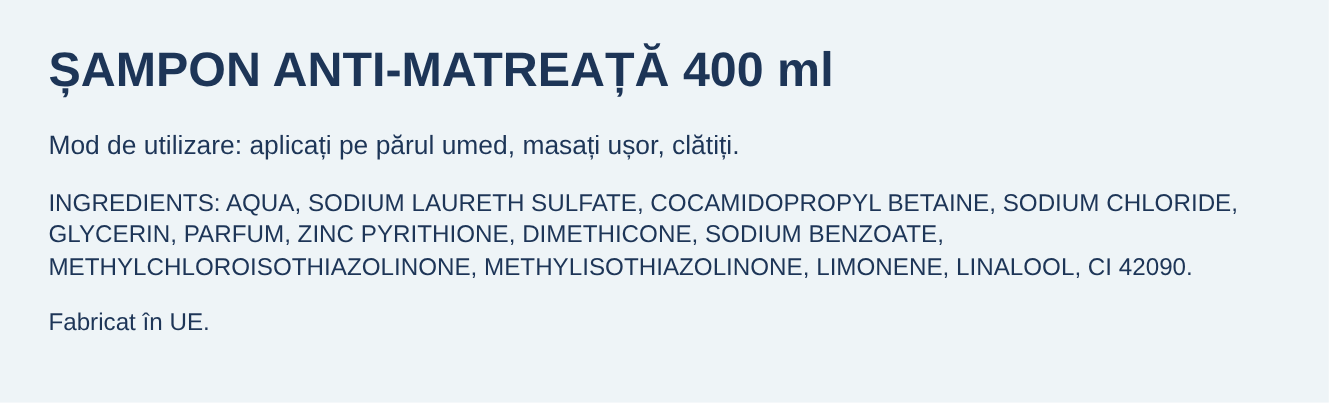 ȘAMPON ANTI-MATREAȚĂ 400 ml
Mod de utilizare: aplicați pe părul umed, masați ușor, clătiți.
INGREDIENTS: AQUA, SODIUM LAURETH SULFATE, COCAMIDOPROPYL BETAINE, SODIUM CHLORIDE,
GLYCERIN, PARFUM, ZINC PYRITHIONE, DIMETHICONE, SODIUM BENZOATE,
METHYLCHLOROISOTHIAZOLINONE, METHYLISOTHIAZOLINONE, LIMONENE, LINALOOL, CI 42090.
Fabricat în UE.